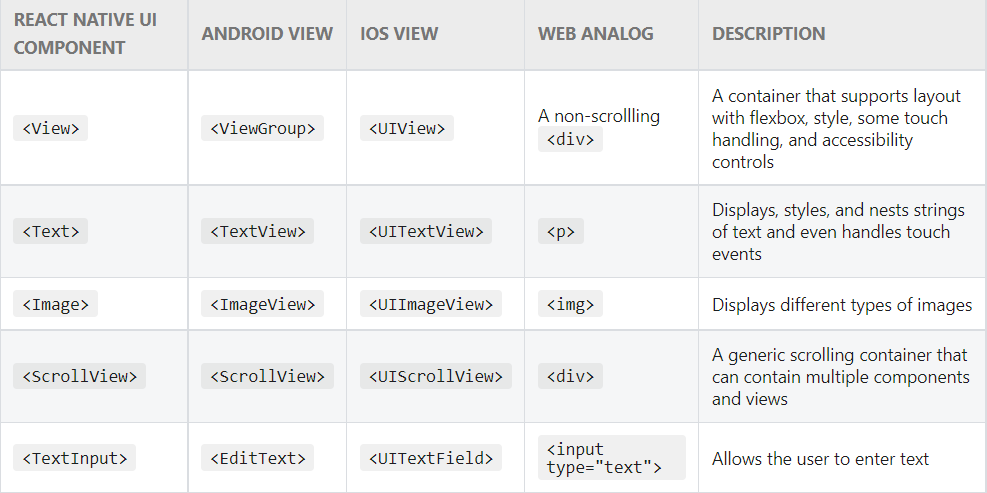 REACT NATIVE UI COMPONENT	ANDROID VIEW	IOS VIEW	WEB ANALOG	DESCRIPTION
<View>	<ViewGroup>	<UIView>	A non-scrollling <div>	A container that supports layout with flexbox, style, some touch handling, and accessibility controls
<Text>	<TextView>	<UITextView>	<p>	Displays, styles, and nests strings of text and even handles touch events
<Image>	<ImageView>	<UIImageView>	<img>	Displays different types of images
<ScrollView>	<ScrollView>	<UIScrollView>	<div>	A generic scrolling container that can contain multiple components and views
<TextInput>	<EditText>	<UITextField>	<input type="text">	Allows the user to enter text